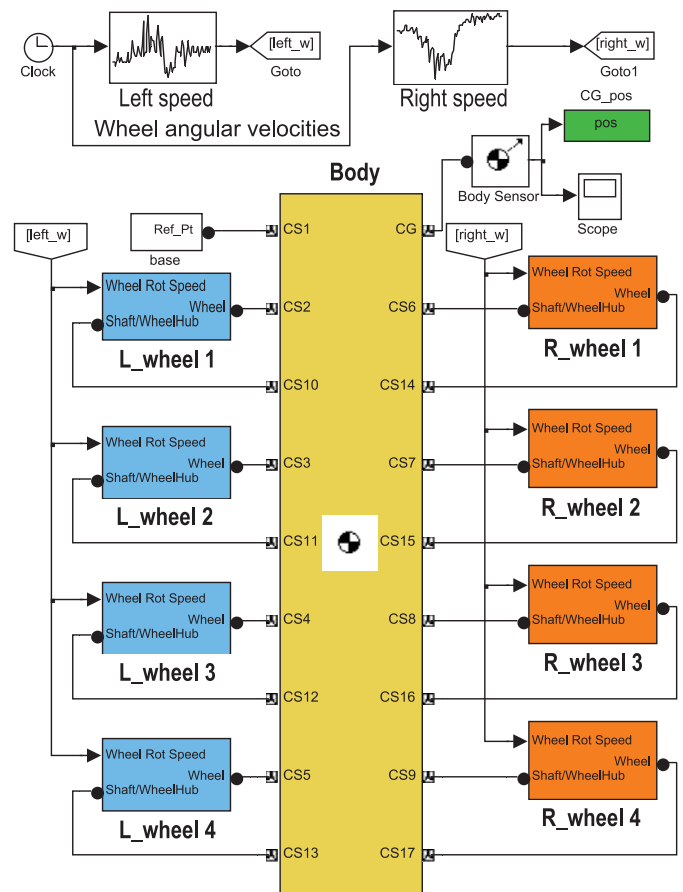 [left_w]
[right_w]
Clock
Goto
Goto1
Left speed
Right speed
CG_pos
Wheel angular velocities
pos
Body
Body Sensor
Scope
[left_w]
Ref_Pt
base
CS1
CG
[right_w]
Wheel Rot Speed
Wheel
Shaft/WheelHub
L_wheel 1
CS2
CS6
Wheel Rot Speed
Wheel
Shaft/WheelHub
R_wheel 1
CS10
CS14
Wheel Rot Speed
Wheel
Shaft/WheelHub
L_wheel 2
CS3
CS7
Wheel Rot Speed
Wheel
Shaft/WheelHub
R_wheel 2
CS11
CS15
Wheel Rot Speed
Wheel
Shaft/WheelHub
L_wheel 3
CS4
CS8
Wheel Rot Speed
Wheel
Shaft/WheelHub
R_wheel 3
CS12
CS16
Wheel Rot Speed
Wheel
Shaft/WheelHub
L_wheel 4
CS5
CS9
Wheel Rot Speed
Wheel
Shaft/WheelHub
R_wheel 4
CS13
CS17